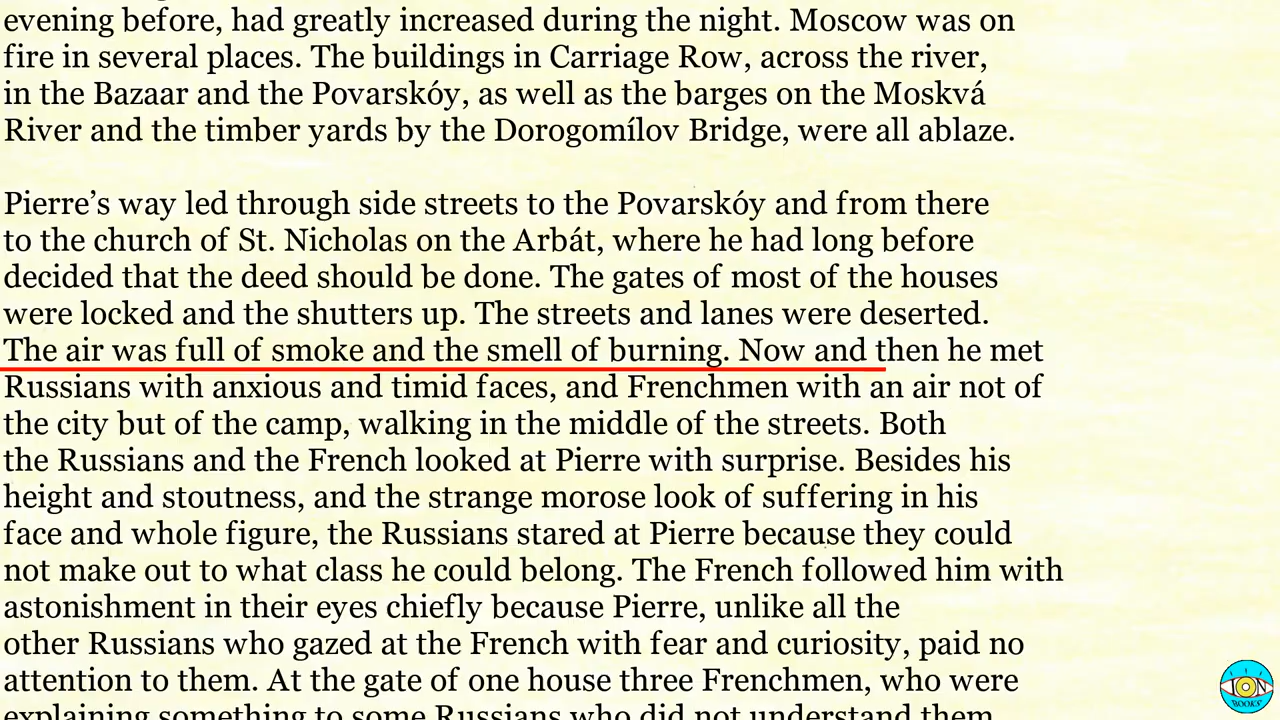 evening before, had greatly increased during the night. Moscow was on
fire in several places. The buildings in Carriage Row, across the river,
in the Bazaar and the Povarskóy, as well as the barges on the Moskvá
River and the timber yards by the Dorogomílov Bridge, were all ablaze.
Pierre’s way led through side streets to the Povarskóy and from there
to the church of St. Nicholas on the Arbát, where he had long before
decided that the deed should be done. The gates of most of the houses
were locked and the shutters up. The streets and lanes were deserted.
The air was full of smoke and the smell of burning. Now and then he met
Russians with anxious and timid faces, and Frenchmen with an air not of
the city but of the camp, walking in the middle of the streets. Both
the Russians and the French looked at Pierre with surprise. Besides his
height and stoutness, and the strange morose look of suffering in his
face and whole figure, the Russians stared at Pierre because they could
not make out to what class he could belong. The French followed him with
astonishment in their eyes chiefly because Pierre, unlike all the
other Russians who gazed at the French with fear and curiosity, paid no
attention to them. At the gate of one house three Frenchmen, who were
explaining something to some Russians who did not understand them
ION
BOOKS